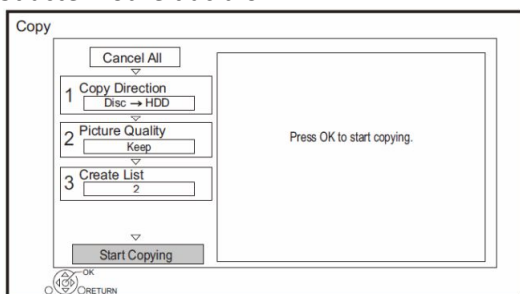 Copy
Cancel All
1 Copy Direction
Disc → HDD
2 Picture Quality
Keep
3 Create List
2
Start Copying
Press OK to start copying.
OK
RETURN